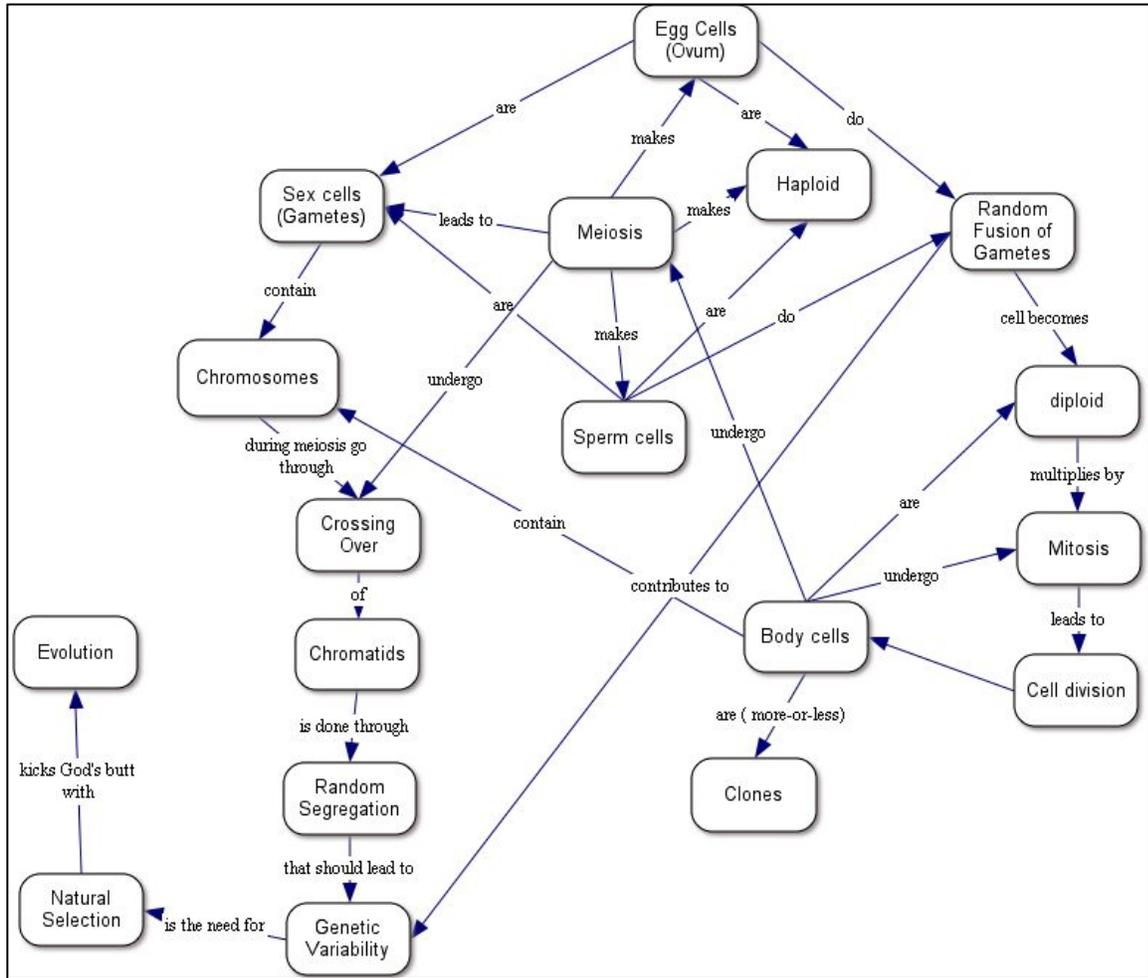 Egg Cells
(Ovum)
are
are
do
makes
Haploid
Sex cells
(Gametes)
leads to
Meiosis
makes
Random
Fusion of
Gametes
contain
are
makes
are
do
cell becomes
Chromosomes
undergo
diploid
during meiosis go
through
Sperm cells
undergo
multiplies by
Crossing
Over
contain
are
Mitosis
undergo
of
contributes to
leads to
Evolution
Chromatids
Body cells
Cell division
is done through
are ( more-or-less)
kicks God's butt
with
Random
Segregation
Clones
that should lead to
Natural
Selection
is the need for
Genetic
Variability